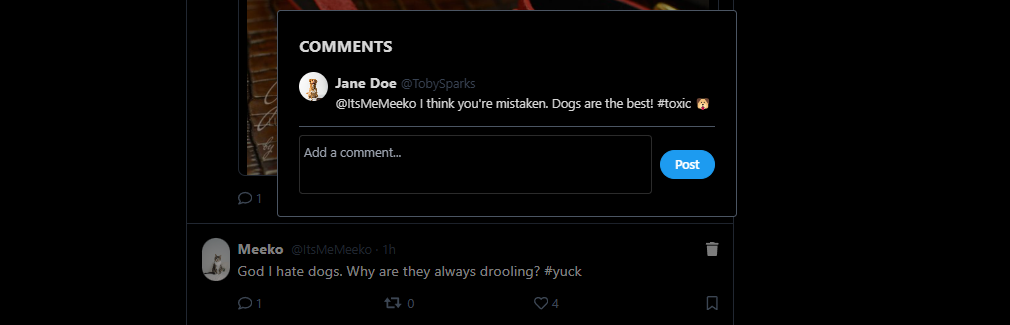 COMMENTS
Jane Doe @TobySparks
@ItsMeMeeko I think you're mistaken. Dogs are the best! #toxic 🐶
Add a comment...
Post
1
Meeko @ItsMeMeeko · 1h
God I hate dogs. Why are they always drooling? #yuck
1 0 4